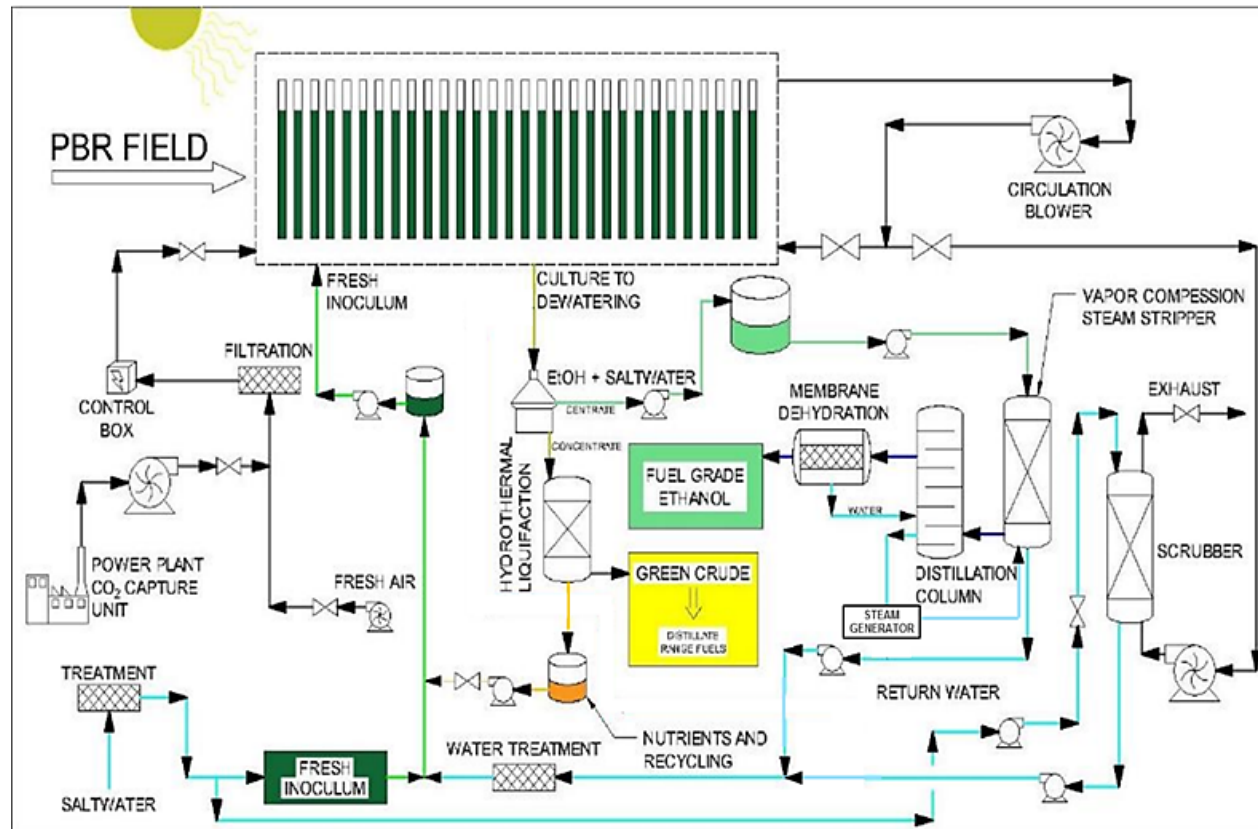 PBR FIELD
CIRCULATION
BLOWER
FRESH
INOCULUM
CULTURE TO
DEWATERING
VAPOR COMPESSION
STEAM STRIPPER
FILTRATION
EtOH + SALTWATER
CENTRATE
MEMBRANE
DEHYDRATION
EXHAUST
CONTROL
BOX
CONCENTRATE
FUEL GRADE
ETHANOL
WATER
HYDROTHERMAL
LIQUIFACTION
SCRUBBER
POWER PLANT
CO₂ CAPTURE
UNIT
FRESH AIR
GREEN CRUDE
DISTILLATE
RANGE FUELS
DISTILLATION
COLUMN
STEAM
GENERATOR
TREATMENT
RETURN WATER
WATER TREATMENT
NUTRIENTS AND
RECYCLING
FRESH
INOCULUM
SALTWATER